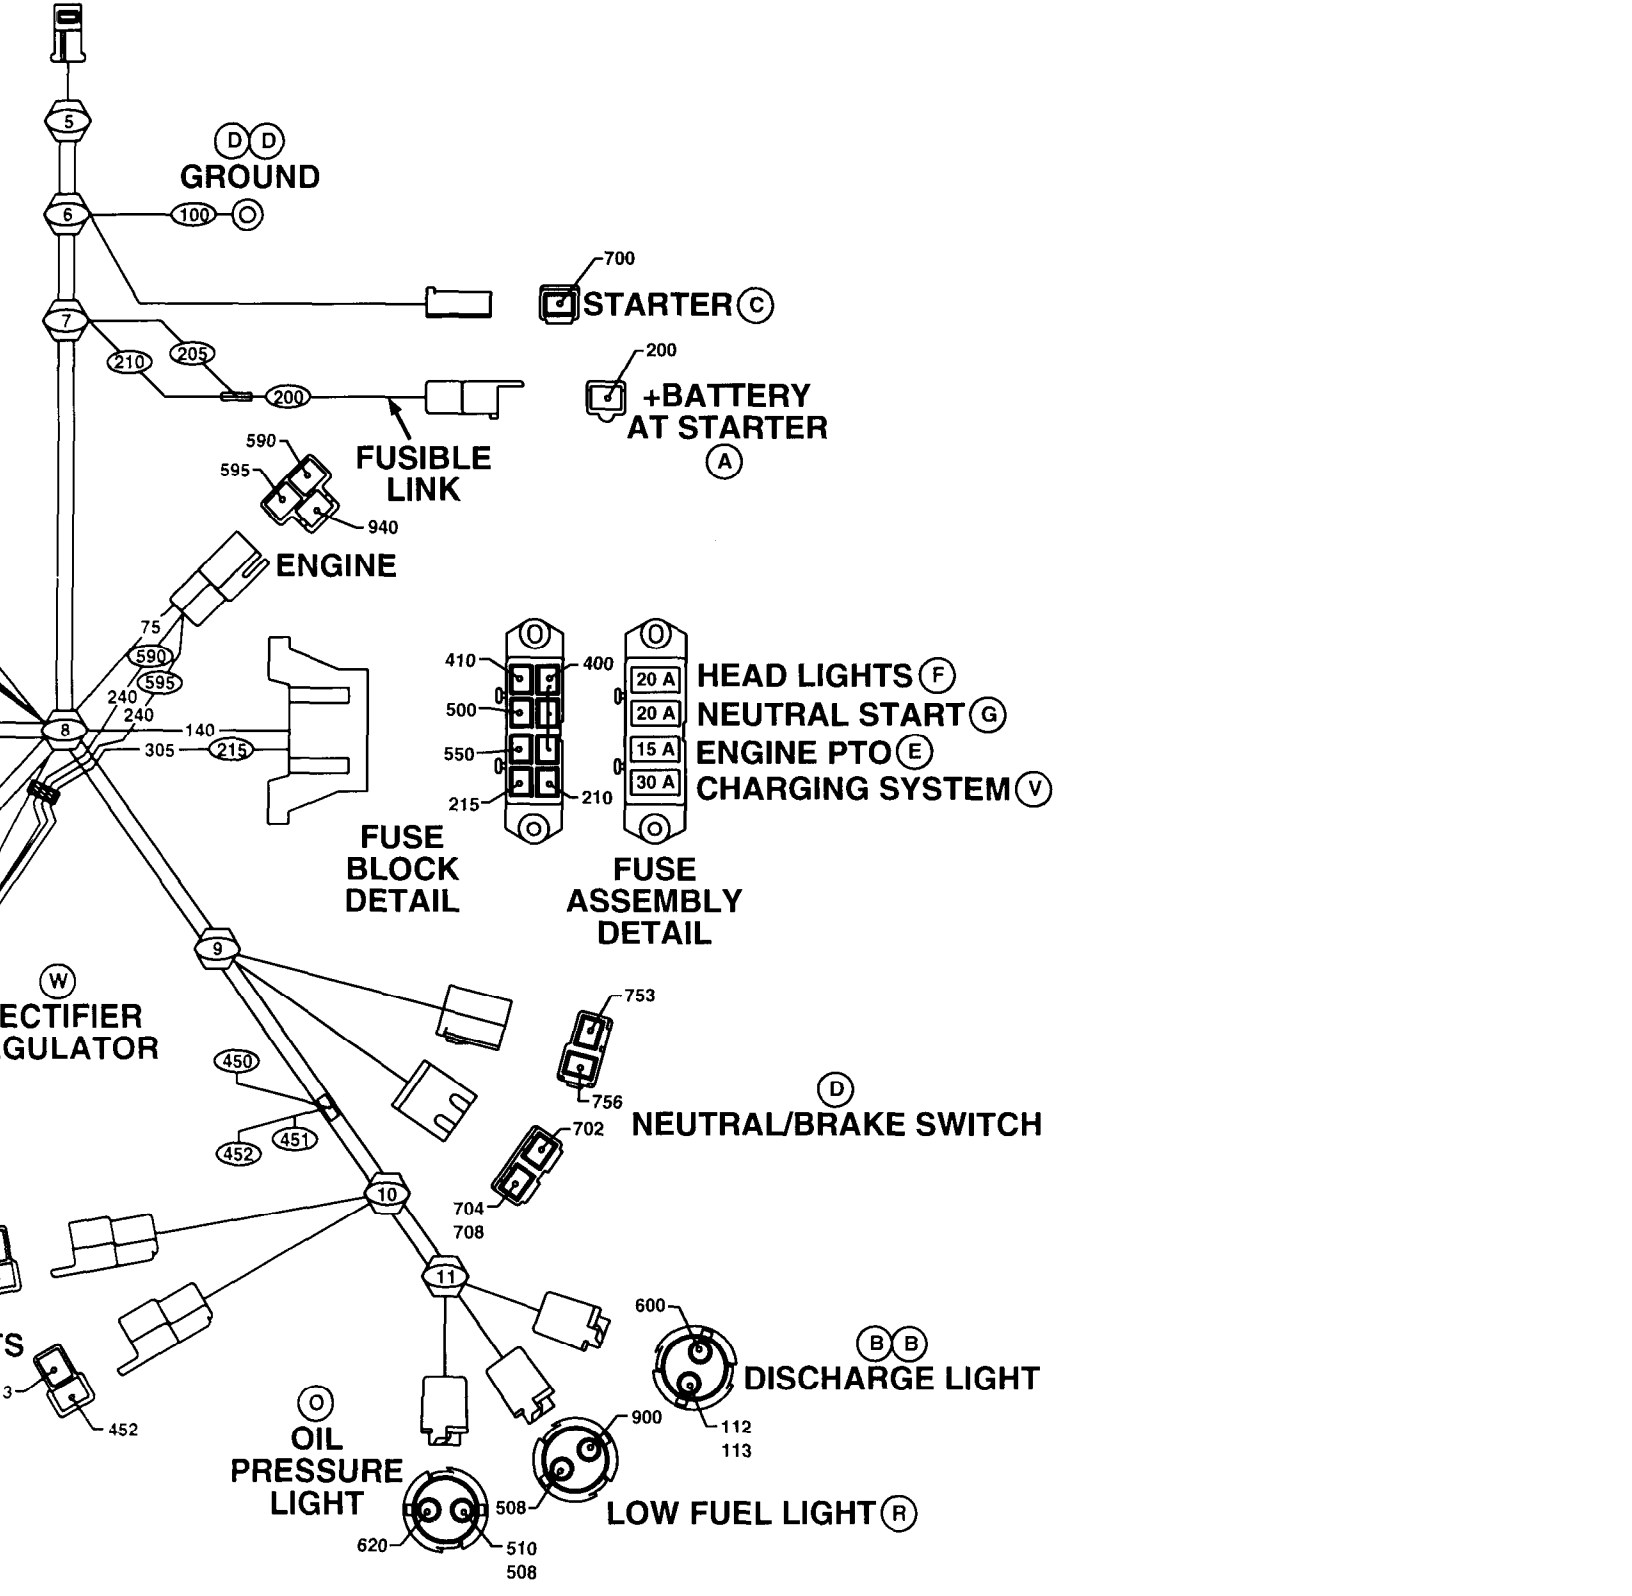 5
D D
GROUND
6
100
700
STARTER C
7
210
205
200
200
+BATTERY
AT STARTER
A
FUSIBLE
LINK
590
595
940
ENGINE
75
590
595
240
240
8
140
305
215
410
400
500
550
215
210
20 A
HEAD LIGHTS F
20 A
NEUTRAL START G
15 A
ENGINE PTO E
30 A
CHARGING SYSTEM V
FUSE
BLOCK
DETAIL
FUSE
ASSEMBLY
DETAIL
9
W
ECTIFIER
GULATOR
753
756
450
452
451
D
NEUTRAL/BRAKE SWITCH
702
704
708
10
11
TS
3
452
600
B B
DISCHARGE LIGHT
112
113
O
OIL
PRESSURE
LIGHT
900
508
LOW FUEL LIGHT R
620
510
508